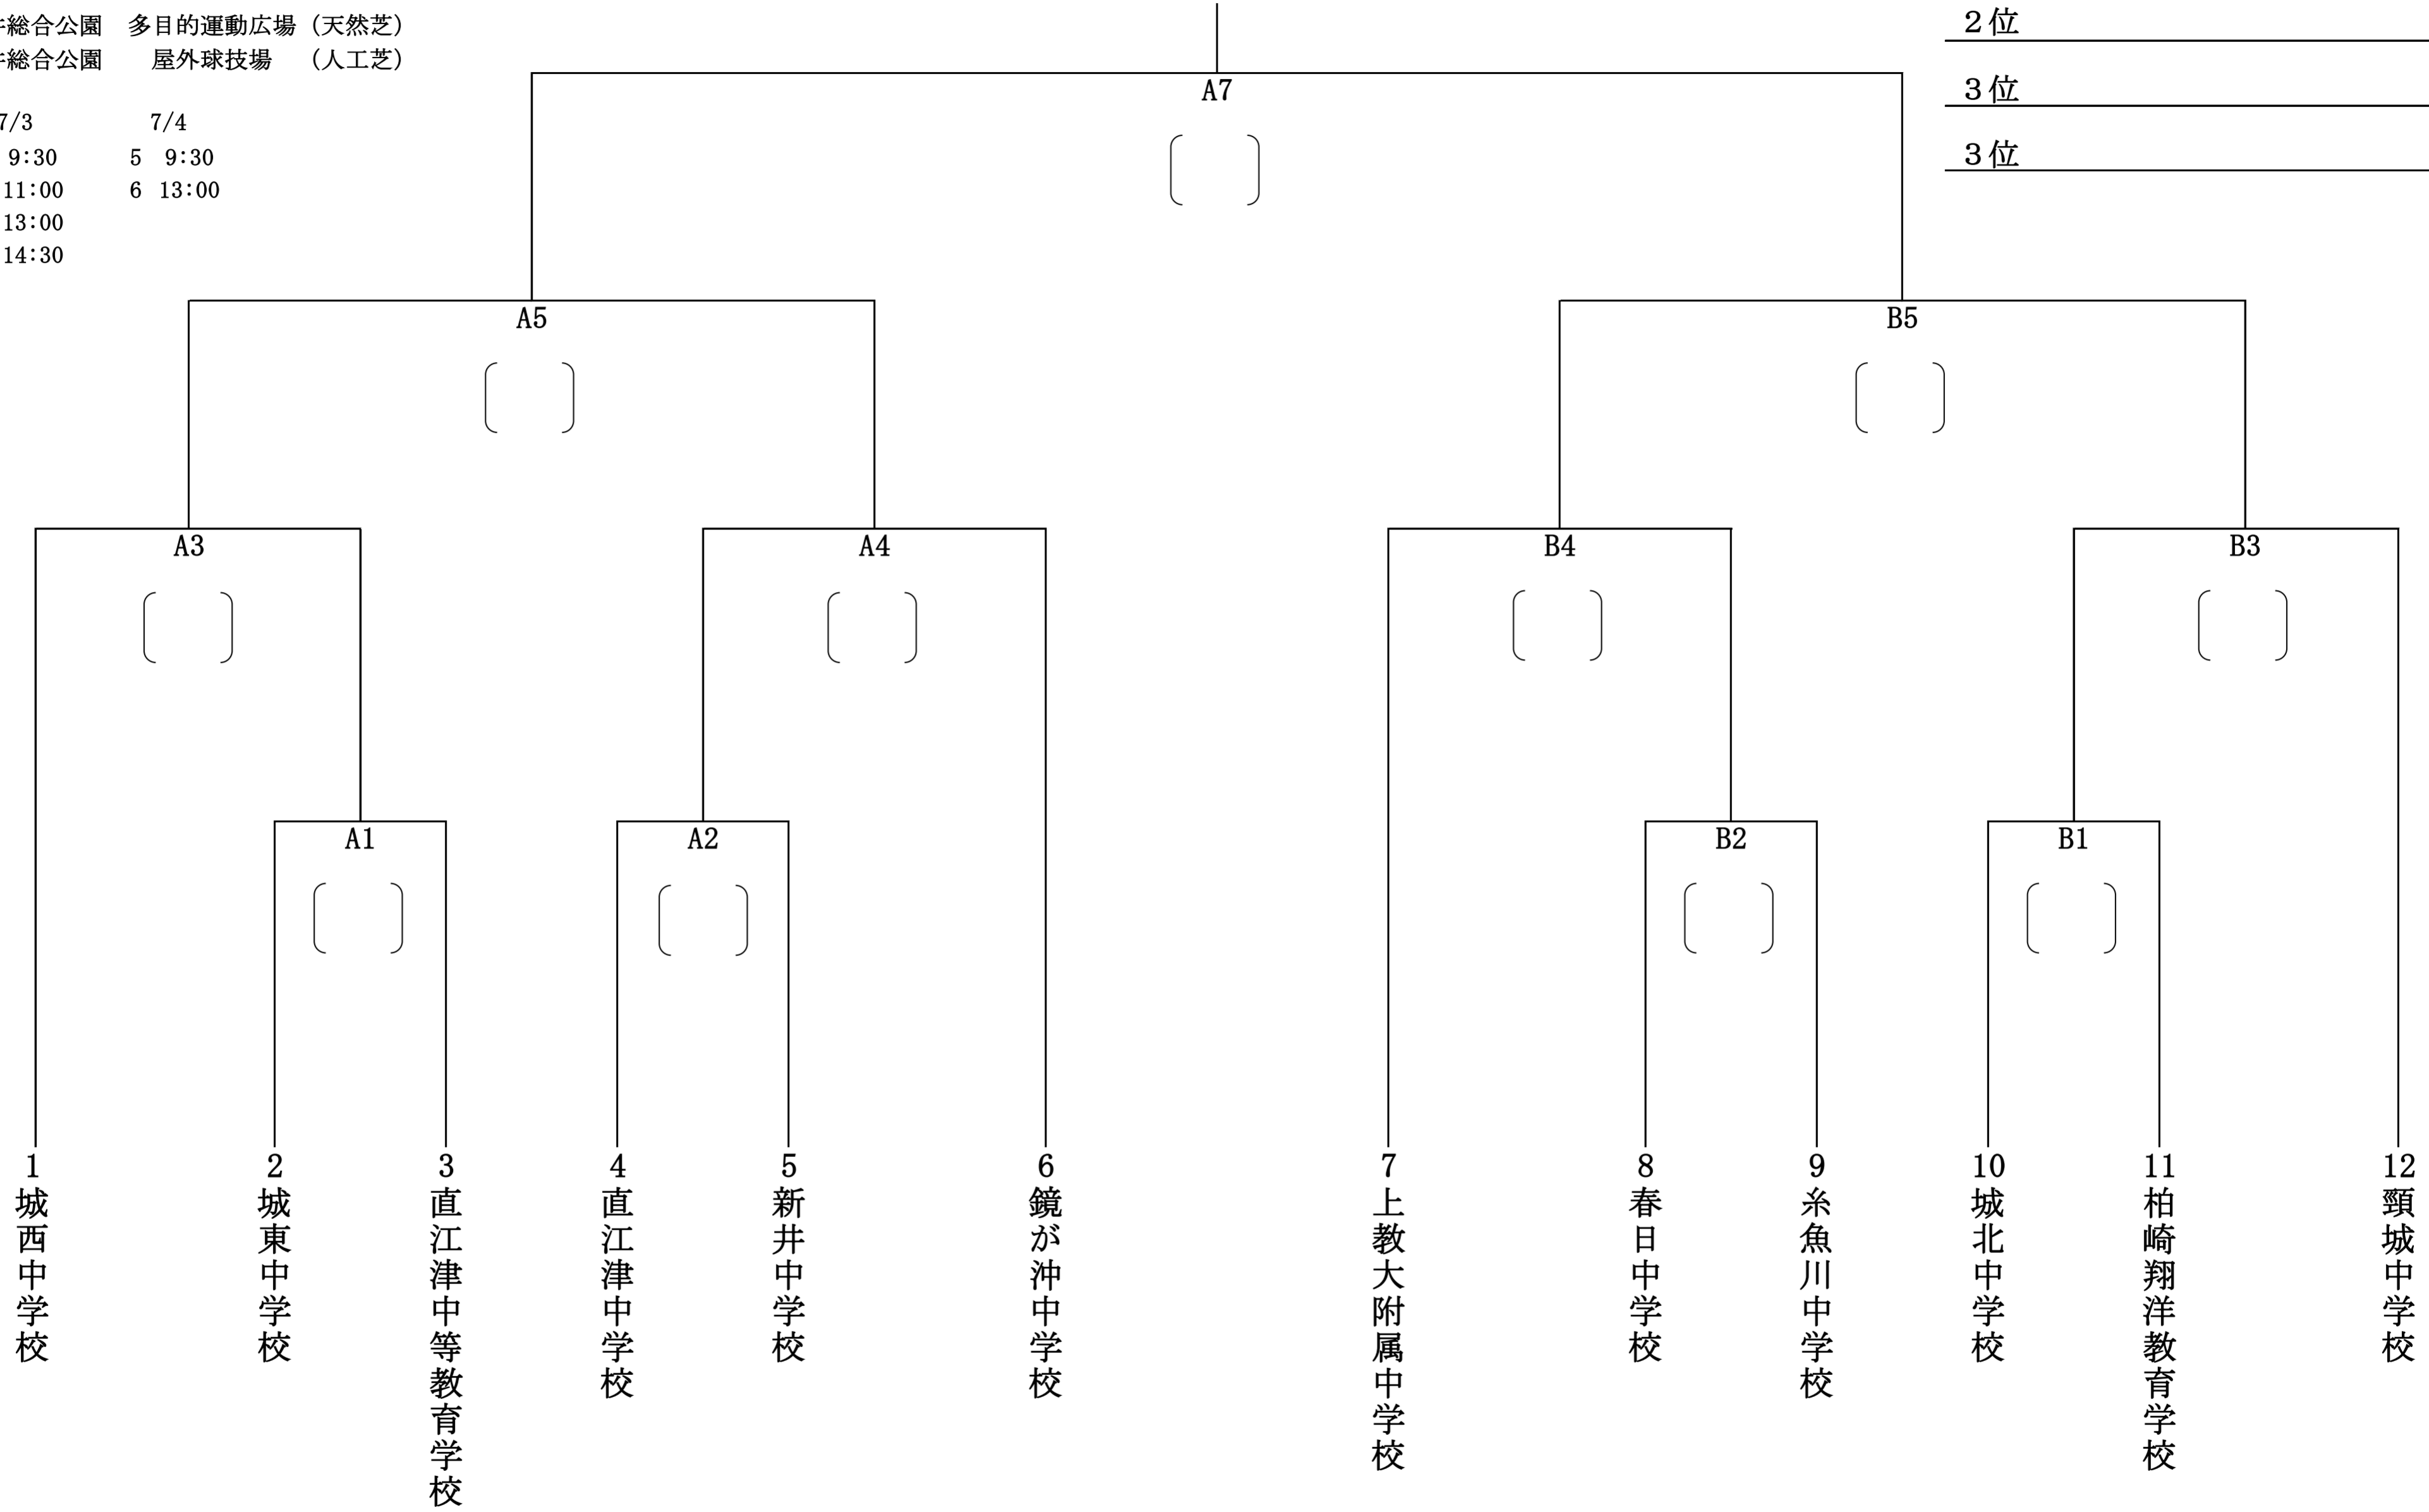 総合公園　多目的運動広場（天然芝）
総合公園　屋外球技場　（人工芝）
7/3　7/4
9:30　5　9:30
11:00　6　13:00
13:00
14:30
２位
３位
３位
A7
A5　B5
A3　A4　B4　B3
A1　A2　B2　B1
1　城西中学校
2　城東中学校
3　直江津中等教育学校
4　直江津中学校
5　新井中学校
6　鏡が沖中学校
7　上教大附属中学校
8　春日中学校
9　糸魚川中学校
10　城北中学校
11　柏崎翔洋教育学校
12　頸城中学校